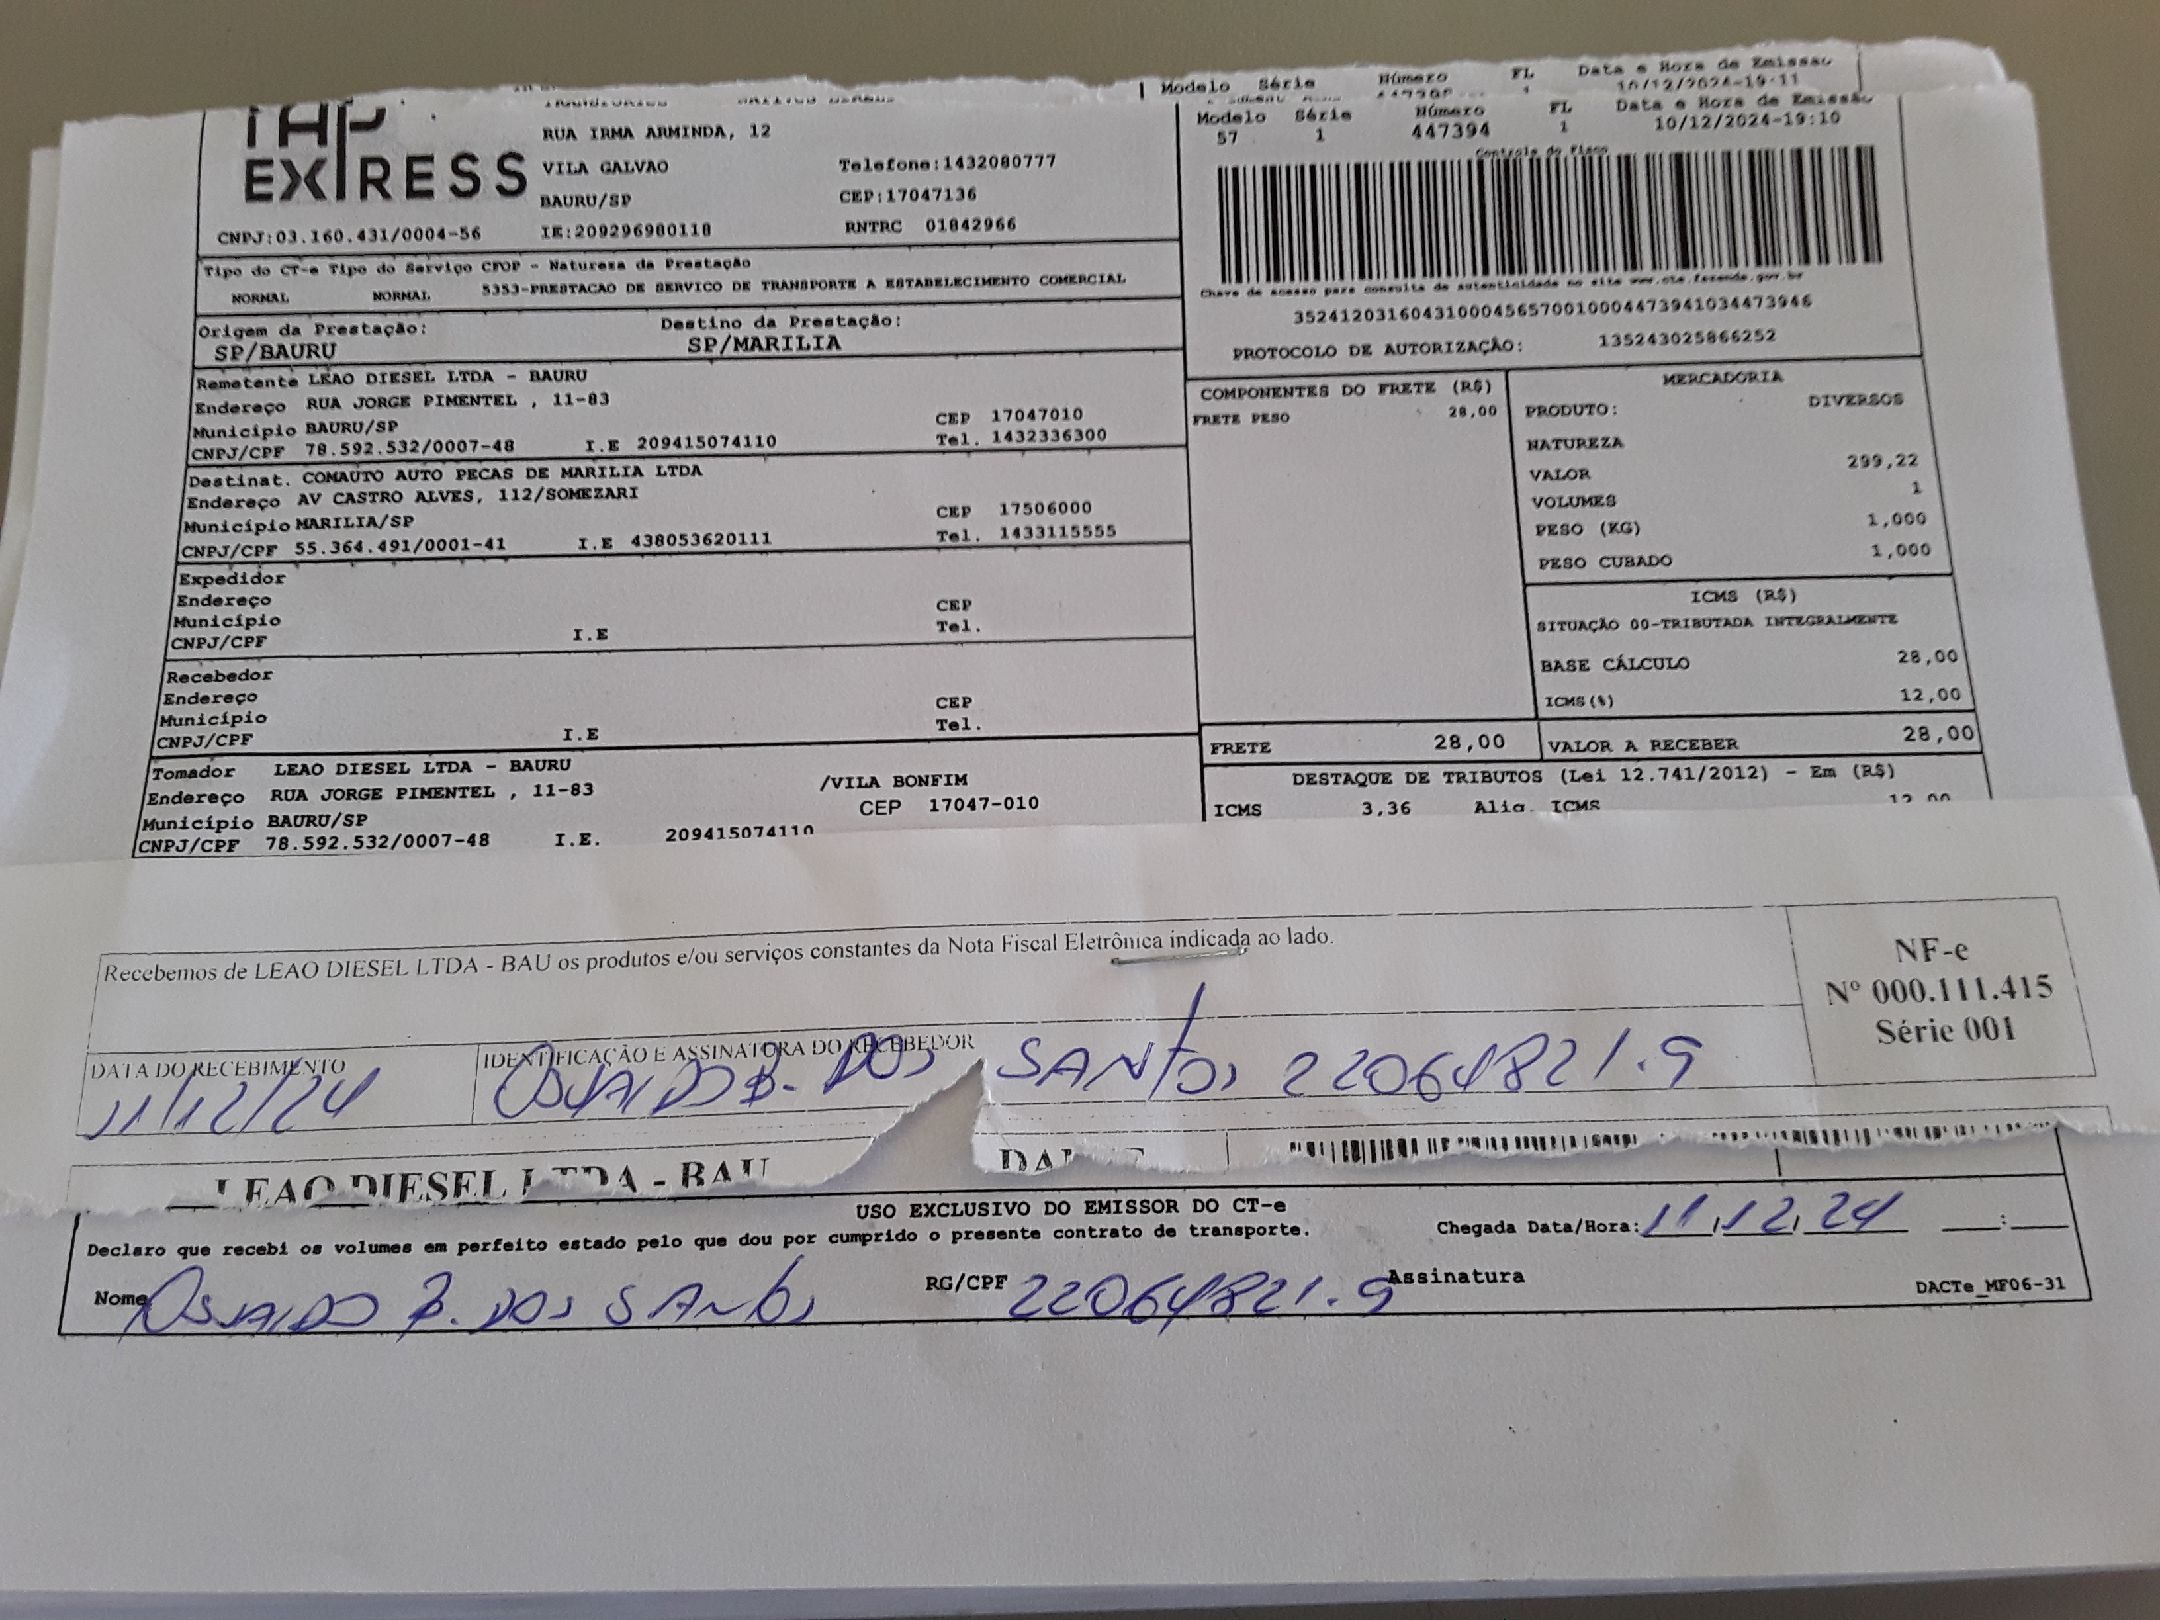 Modelo Série Número FL Data e Hora de Emissão
10/12/2024-19:11
TAP EXPRESS
RUA IRMA ARMINDA, 12
VILA GALVAO Telefone:1432080777
BAURU/SP CEP:17047136
CNPJ:03.160.431/0004-56 IE:209296980118 RNTRC 01842966
Modelo Série Número FL Data e Hora de Emissão
57 1 447394 1 10/12/2024-19:10
Controle do Fisco
Chave de acesso para consulta de autenticidade no site www.cte.fazenda.gov.br
35241203160431000456570010004473941034473946
PROTOCOLO DE AUTORIZAÇÃO: 135243025866252
Tipo do CT-e Tipo do Serviço CFOP - Natureza da Prestação
NORMAL NORMAL 5353-PRESTACAO DE SERVICO DE TRANSPORTE A ESTABELECIMENTO COMERCIAL
Origem da Prestação: Destino da Prestação:
SP/BAURU SP/MARILIA
Remetente LEAO DIESEL LTDA - BAURU
Endereço RUA JORGE PIMENTEL , 11-83
Município BAURU/SP CEP 17047010
CNPJ/CPF 78.592.532/0007-48 I.E 209415074110 Tel. 1432336300
Destinat. COMAUTO AUTO PECAS DE MARILIA LTDA
Endereço AV CASTRO ALVES, 112/SOMEZARI
Município MARILIA/SP CEP 17506000
CNPJ/CPF 55.364.491/0001-41 I.E 438053620111 Tel. 1433115555
Expedidor
Endereço
Município CEP
CNPJ/CPF I.E Tel.
Recebedor
Endereço
Município CEP
CNPJ/CPF I.E Tel.
Tomador LEAO DIESEL LTDA - BAURU
Endereço RUA JORGE PIMENTEL , 11-83 /VILA BONFIM
Município BAURU/SP CEP 17047-010
CNPJ/CPF 78.592.532/0007-48 I.E. 209415074110
COMPONENTES DO FRETE (R$)
FRETE PESO 28,00
MERCADORIA
PRODUTO: DIVERSOS
NATUREZA
VALOR 299,22
VOLUMES 1
PESO (KG) 1,000
PESO CUBADO 1,000
ICMS (R$)
SITUAÇÃO 00-TRIBUTADA INTEGRALMENTE
BASE CÁLCULO 28,00
ICMS(%) 12,00
FRETE 28,00 VALOR A RECEBER 28,00
DESTAQUE DE TRIBUTOS (Lei 12.741/2012) - Em (R$)
ICMS 3,36 Aliq. ICMS 12,00
Recebemos de LEAO DIESEL LTDA - BAU os produtos e/ou serviços constantes da Nota Fiscal Eletrônica indicada ao lado.
NF-e
Nº 000.111.415
Série 001
DATA DO RECEBIMENTO IDENTIFICAÇÃO E ASSINATURA DO RECEBEDOR
11/12/24 OSVALDO B. DOS SANTOS 22064821.9
LEAO DIESEL LTDA - BAU
USO EXCLUSIVO DO EMISSOR DO CT-e
Declaro que recebi os volumes em perfeito estado pelo que dou por cumprido o presente contrato de transporte. Chegada Data/Hora: 11/12/24 __:__
Nome OSVALDO B. DOS SANTOS RG/CPF 22064821.9 Assinatura DACTe_MF06-31